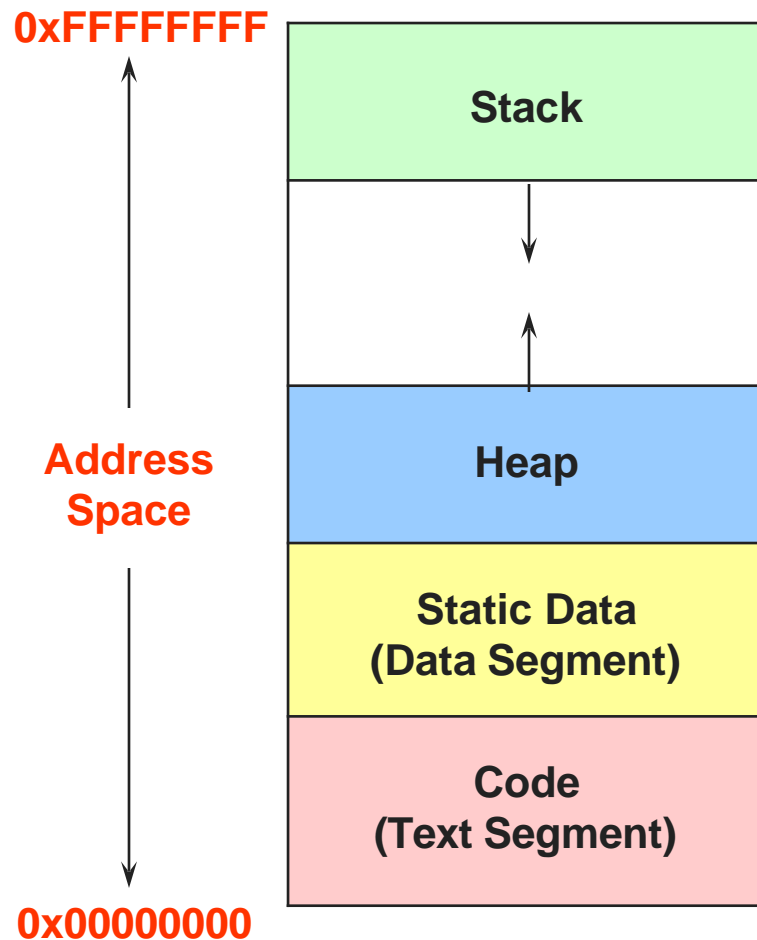 0xFFFFFFFF
Stack
Heap
Address
Space
Static Data
(Data Segment)
Code
(Text Segment)
0x00000000